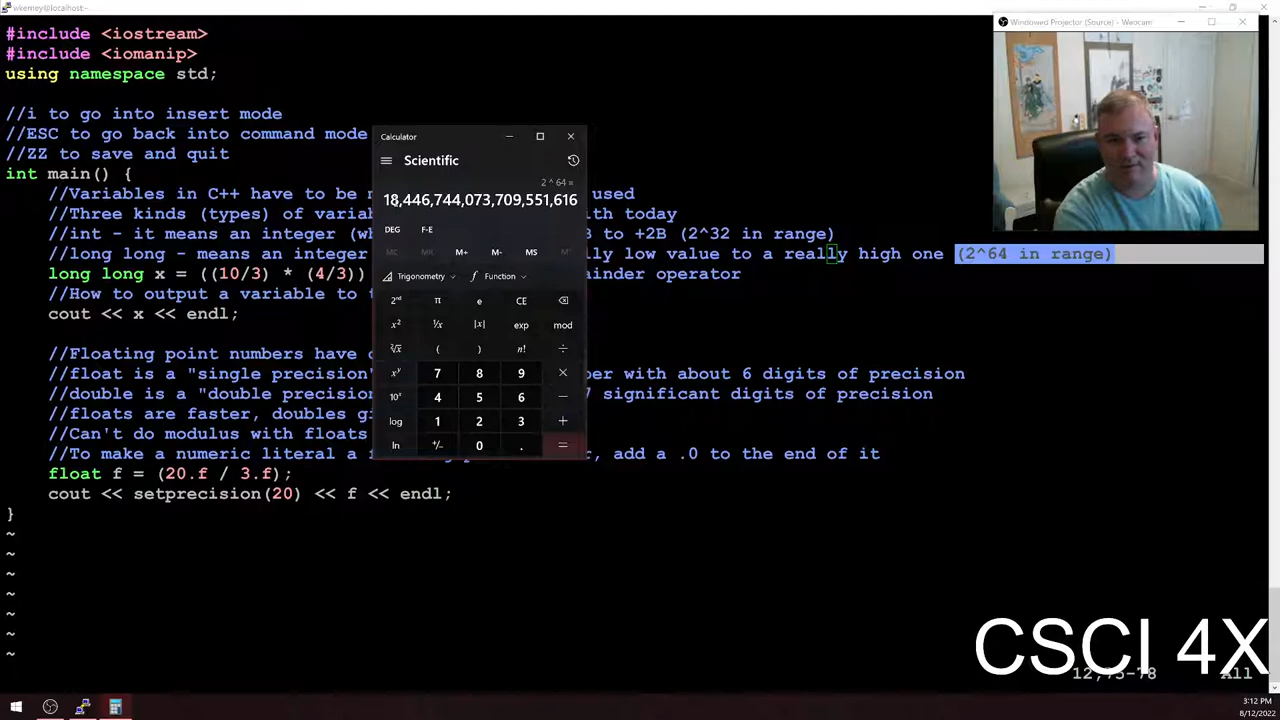 wkemey@localhost:~
#include <iostream>
#include <iomanip>
using namespace std;
//i to go into insert mode
//ESC to go back into command mode
//ZZ to save and quit
int main() {
//Variables in C++ have to be used
//Three kinds (types) of variab th today
//int - it means an integer (wh B to +2B (2^32 in range)
//long long - means an integer lly low value to a really high one (2^64 in range)
long long x = ((10/3) * (4/3)) ainder operator
//How to output a variable to t
cout << x << endl;
//Floating point numbers have
//float is a "single precision" ber with about 6 digits of precision
//double is a "double precision 7 significant digits of precision
//floats are faster, doubles gi
//Can't do modulus with floats
//To make a numeric literal a f r, add a .0 to the end of it
float f = (20.f / 3.f);
cout << setprecision(20) << f << endl;
}
~
~
~
~
~
~
~
12,75-78 All
Calculator
Scientific
2 ^ 64 =
18,446,744,073,709,551,616
DEG F-E
MC MR M+ M- MS M
Trigonometry Function
2nd π e CE
x² ⅟x |x| exp mod
²√x ( ) n! ÷
xʸ 7 8 9 ×
10ˣ 4 5 6 −
log 1 2 3 +
ln +/- 0 . =
Windowed Projector (Source) - Webcam
CSCI 4X
3:12 PM
8/12/2022